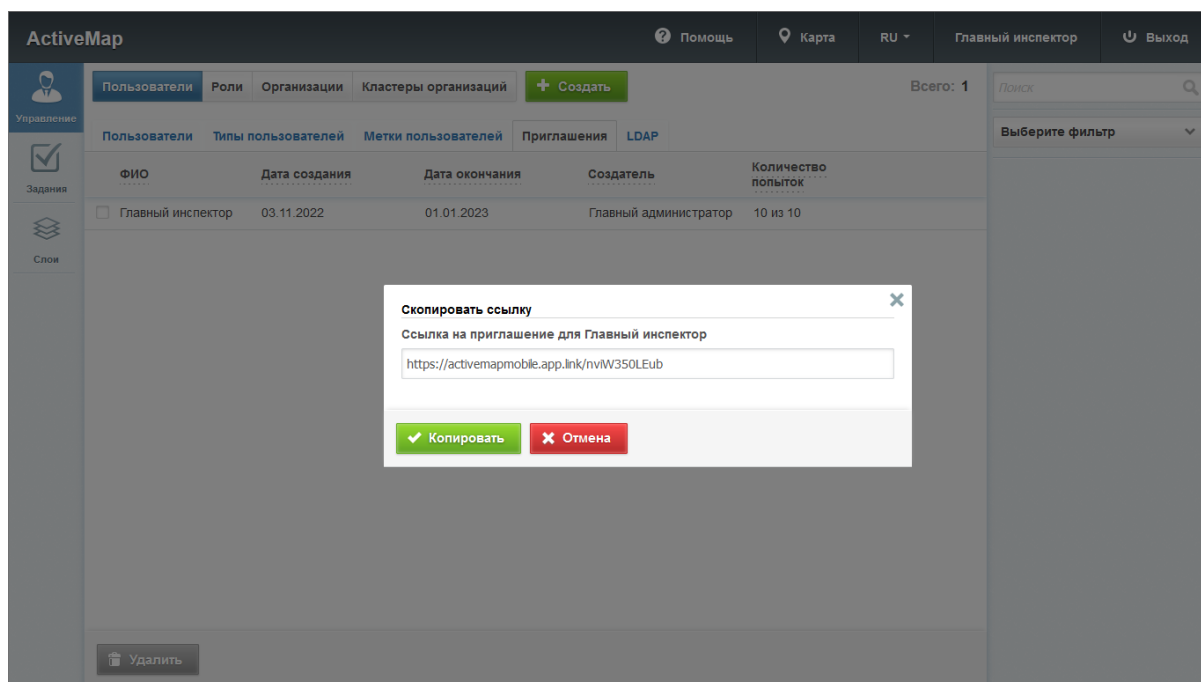 ActiveMap
Помощь
Карта
RU
Главный инспектор
Выход
Управление
Задания
Слои
Пользователи Роли Организации Кластеры организаций
Создать
Всего: 1
Поиск
Пользователи Типы пользователей Метки пользователей Приглашения LDAP
Выберите фильтр
ФИО Дата создания Дата окончания Создатель Количество
попыток
Главный инспектор 03.11.2022 01.01.2023 Главный администратор 10 из 10
Скопировать ссылку
Ссылка на приглашение для Главный инспектор
https://activemapmobile.app.link/nviW350LEub
Копировать
Отмена
Удалить